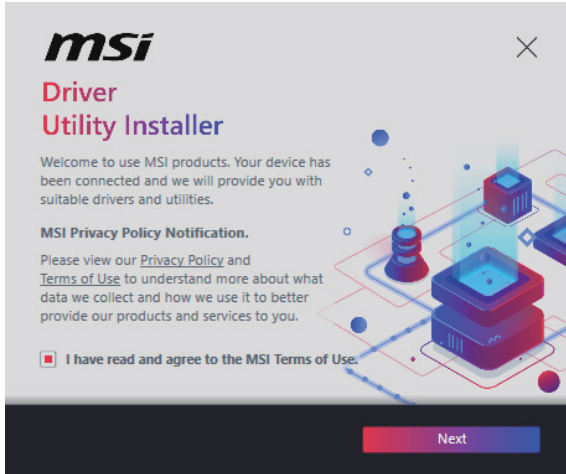 msi
Driver
Utility Installer
Welcome to use MSI products. Your device has
been connected and we will provide you with
suitable drivers and utilities.
MSI Privacy Policy Notification.
Please view our Privacy Policy and
Terms of Use to understand more about what
data we collect and how we use it to better
provide our products and services to you.
I have read and agree to the MSI Terms of Use.
Next